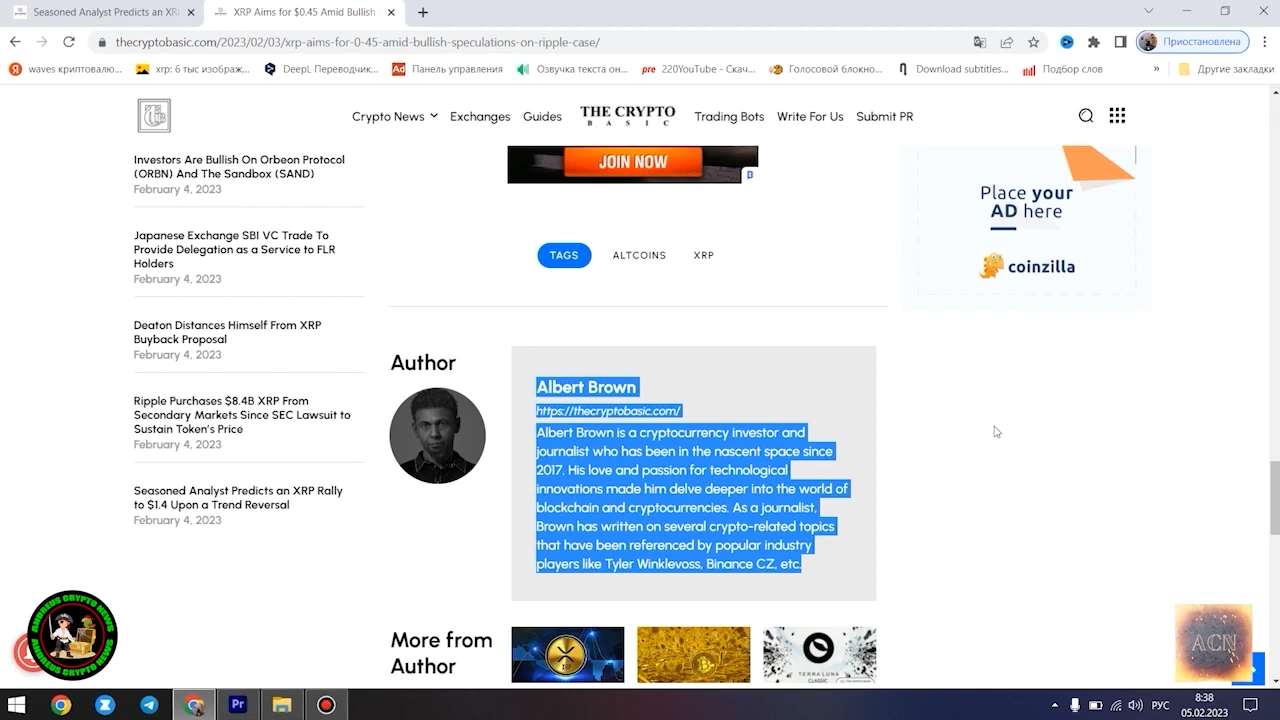 Seasoned Analyst Predicts an XR
XRP Aims for $0.45 Amid Bullish
thecryptobasic.com/2023/02/03/xrp-aims-for-0-45-amid-bullish-speculations-on-ripple-case/
Приостановлена
waves криптовалю...
xrp: 6 тыс изображ...
DeepL Переводчик...
Панель управления
Озвучка текста он...
220YouTube - Скач...
Голосовой блокно...
Download subtitles...
Подбор слов
»
Другие закладки
Crypto News
Exchanges
Guides
THE CRYPTO
BASIC
Trading Bots
Write For Us
Submit PR
Investors Are Bullish On Orbeon Protocol
(ORBN) And The Sandbox (SAND)
February 4, 2023
Japanese Exchange SBI VC Trade To
Provide Delegation as a Service to FLR
Holders
February 4, 2023
Deaton Distances Himself From XRP
Buyback Proposal
February 4, 2023
Ripple Purchases $8.4B XRP From
Secondary Markets Since SEC Lawsuit to
Sustain Token's Price
February 4, 2023
Seasoned Analyst Predicts an XRP Rally
to $1.4 Upon a Trend Reversal
February 4, 2023
JOIN NOW
TAGS
ALTCOINS
XRP
Place your
AD here
coinzilla
Author
Albert Brown
https://thecryptobasic.com/
Albert Brown is a cryptocurrency investor and
journalist who has been in the nascent space since
2017. His love and passion for technological
innovations made him delve deeper into the world of
blockchain and cryptocurrencies. As a journalist,
Brown has written on several crypto-related topics
that have been referenced by popular industry
players like Tyler Winklevoss, Binance CZ, etc.
More from
Author
TERRA LUNA
CLASSIC
ANDREUS CRYPTO NEWS
ANDREUS CRYPTO NEWS
ACN
РУС
8:38
05.02.2023